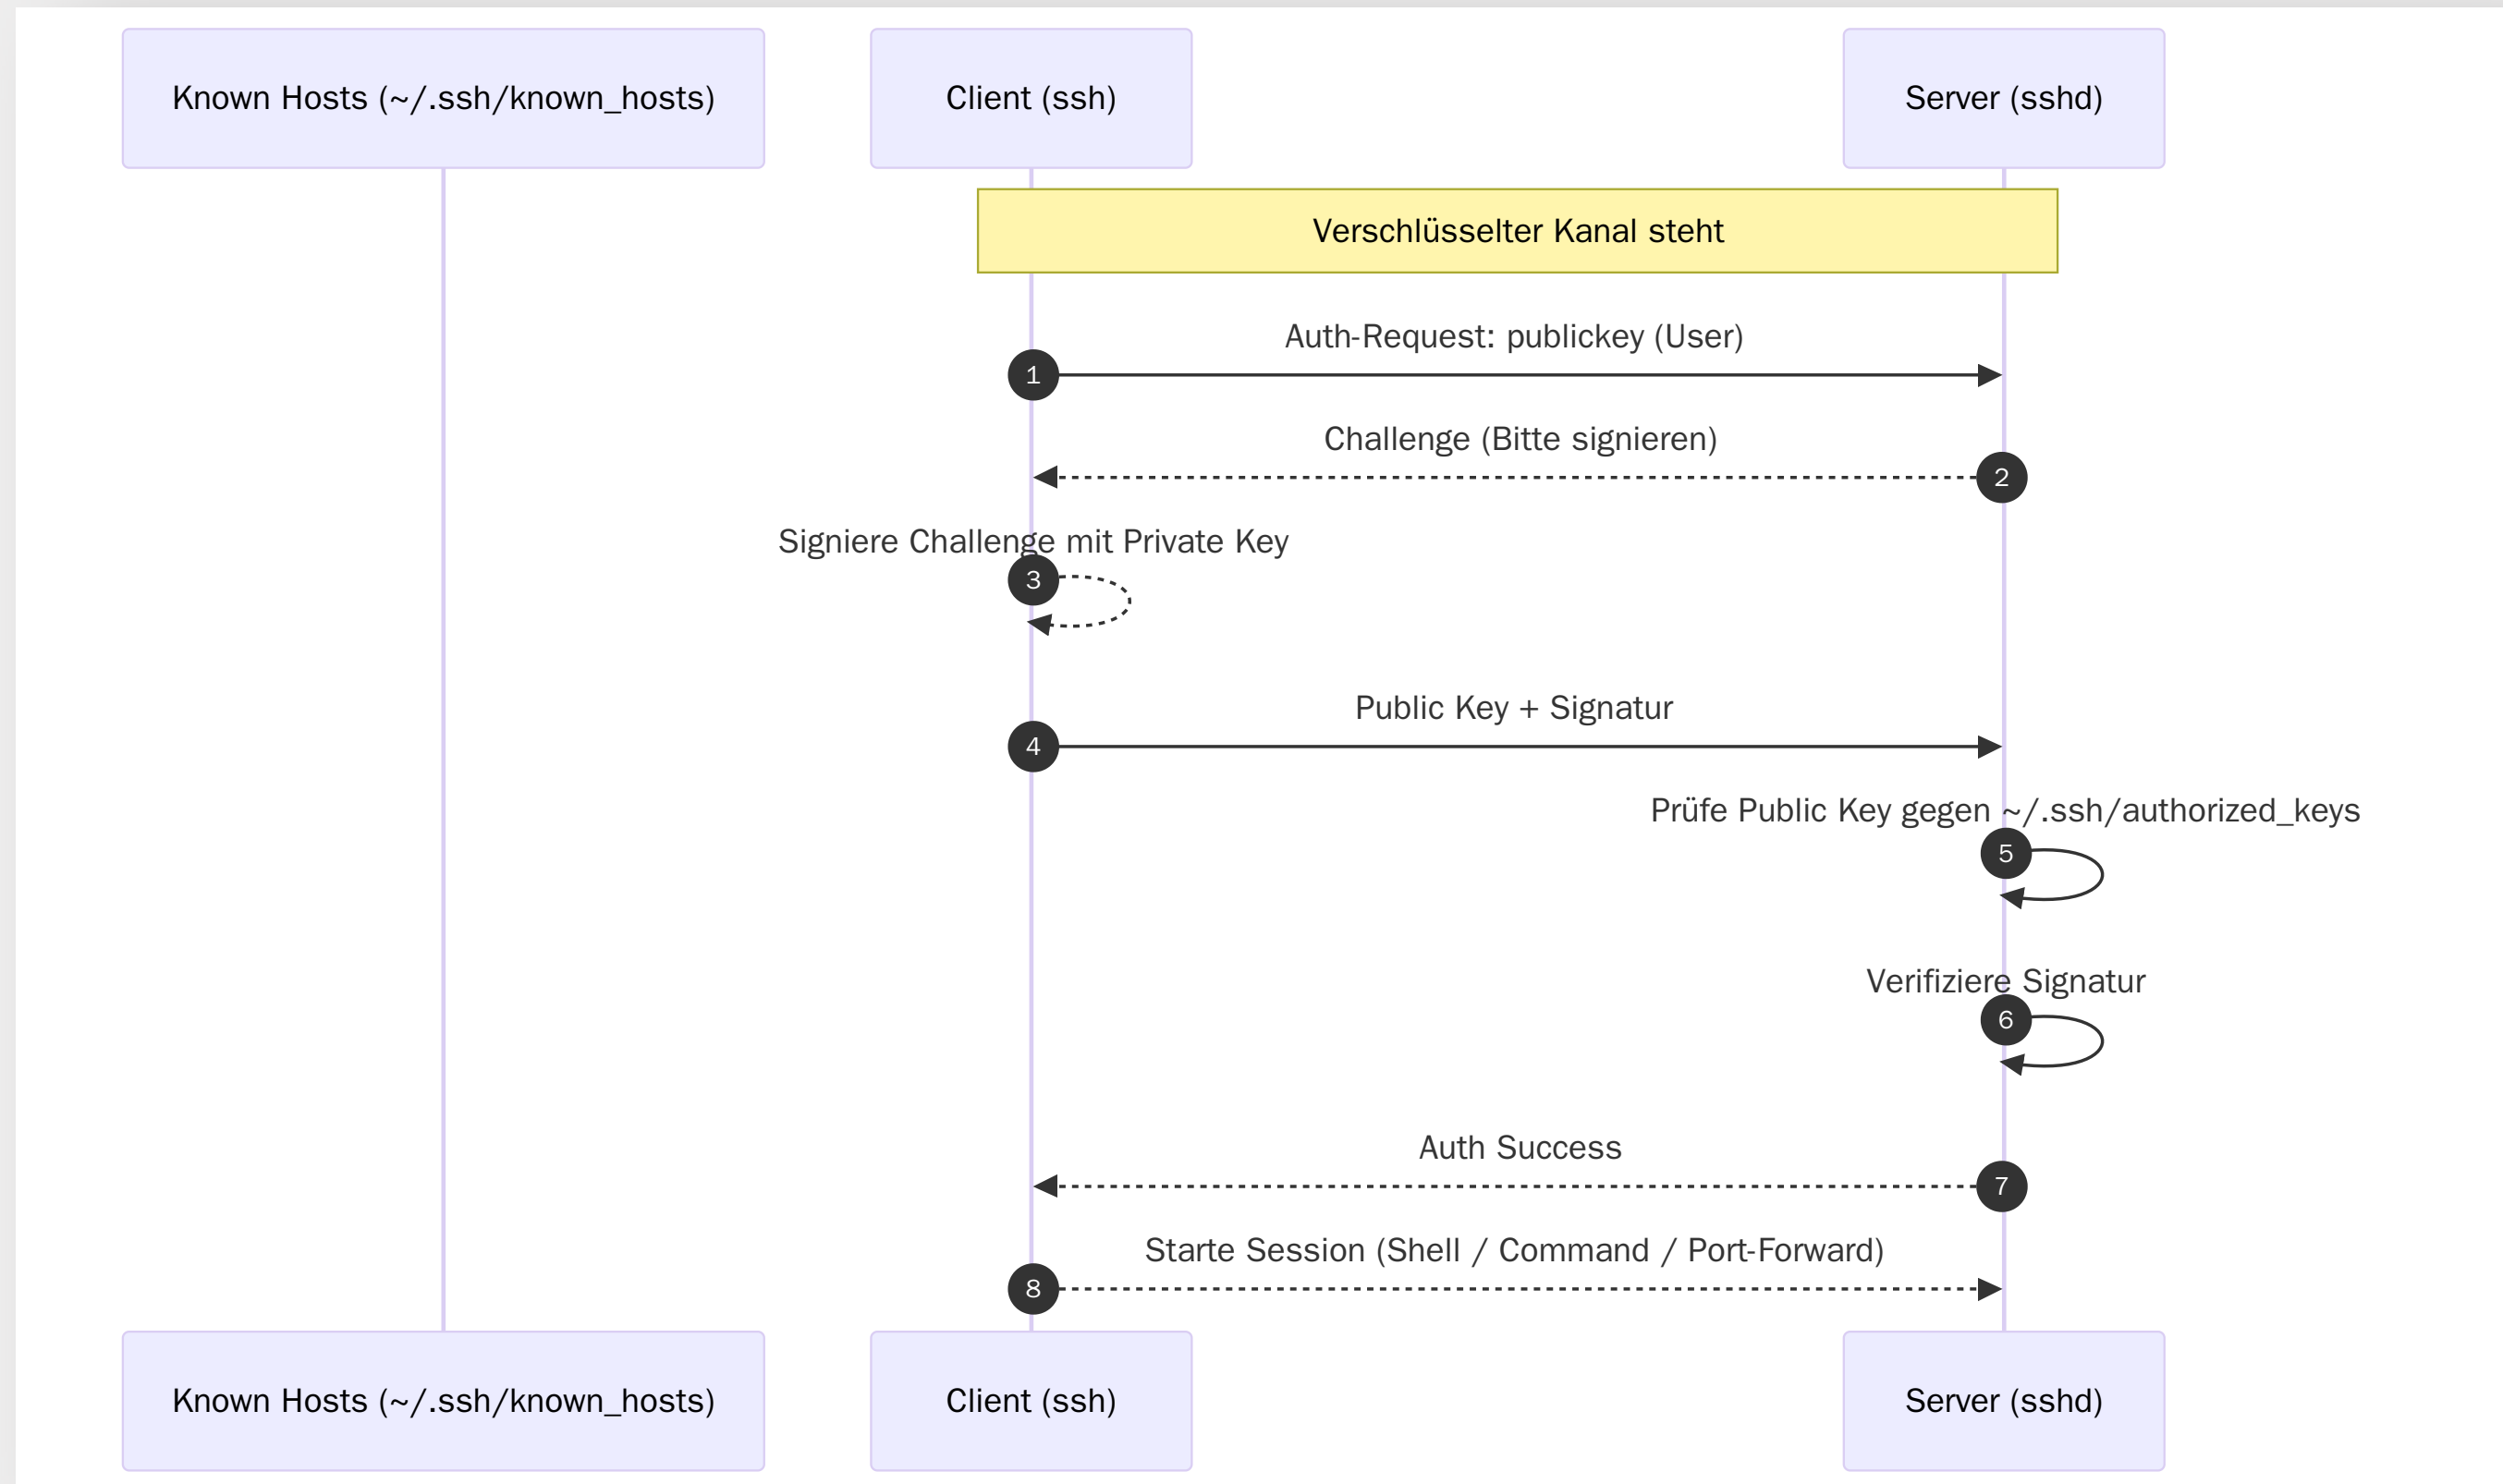 Known Hosts (~/.ssh/known_hosts)
Client (ssh)
Server (sshd)
Verschlüsselter Kanal steht
Auth-Request: publickey (User)
1
Challenge (Bitte signieren)
2
Signiere Challenge mit Private Key
3
Public Key + Signatur
4
Prüfe Public Key gegen ~/.ssh/authorized_keys
5
Verifiziere Signatur
6
Auth Success
7
Starte Session (Shell / Command / Port-Forward)
8
Known Hosts (~/.ssh/known_hosts)
Client (ssh)
Server (sshd)